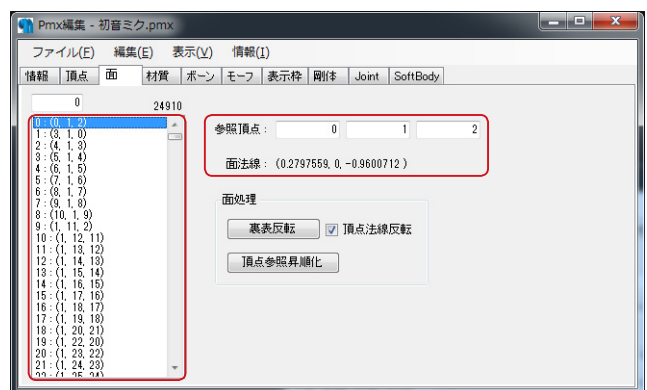 Pmx編集 - 初音ミク.pmx
ファイル(F) 編集(E) 表示(V) 情報(I)
情報 頂点 面 材質 ボーン モーフ 表示枠 剛体 Joint SoftBody
0 24910
0 : (0, 1, 2)
1 : (3, 1, 0)
2 : (4, 1, 3)
3 : (5, 1, 4)
4 : (6, 1, 5)
5 : (7, 1, 6)
6 : (8, 1, 7)
7 : (9, 1, 8)
8 : (10, 1, 9)
9 : (1, 11, 2)
10 : (1, 12, 11)
11 : (1, 13, 12)
12 : (1, 14, 13)
13 : (1, 15, 14)
14 : (1, 16, 15)
15 : (1, 17, 16)
16 : (1, 18, 17)
17 : (1, 19, 18)
18 : (1, 20, 21)
19 : (1, 22, 20)
20 : (1, 23, 22)
21 : (1, 24, 23)
22 : (1, 25, 24)
参照頂点 : 0 1 2
面法線 : (0.2797559, 0, -0.9600712 )
面処理
裏表反転 頂点法線反転
頂点参照昇順化